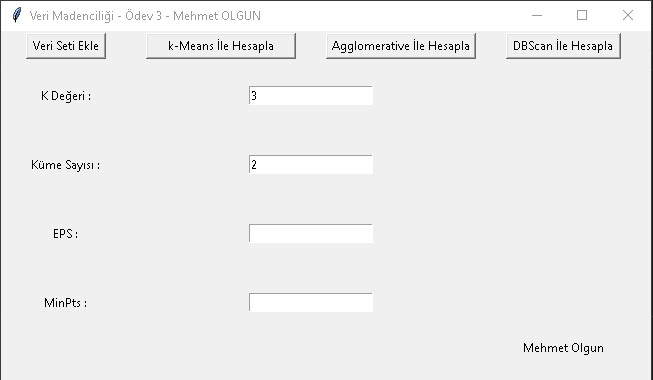 Veri Madenciliği - Ödev 3 - Mehmet OLGUN
Veri Seti Ekle k-Means İle Hesapla Agglomerative İle Hesapla DBScan İle Hesapla
K Değeri : 3
Küme Sayısı : 2
EPS :
MinPts :
Mehmet Olgun